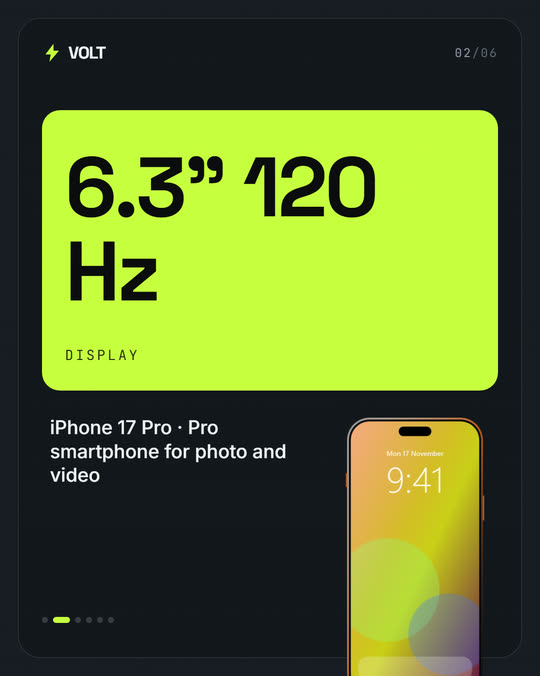 VOLT
02/06
6.3” 120
Hz
DISPLAY
iPhone 17 Pro · Pro
smartphone for photo and
video
Mon 17 November
9:41